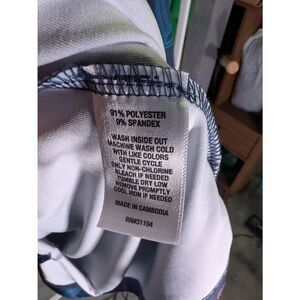 91% POLYESTER
9% SPANDEX
WASH INSIDE OUT
MACHINE WASH COLD
WITH LIKE COLORS
GENTLE CYCLE
ONLY NON-CHLORINE
BLEACH IF NEEDED
TUMBLE DRY LOW
REMOVE PROMPTLY
COOL IRON IF NEEDED
MADE IN CAMBODIA
RN#31104